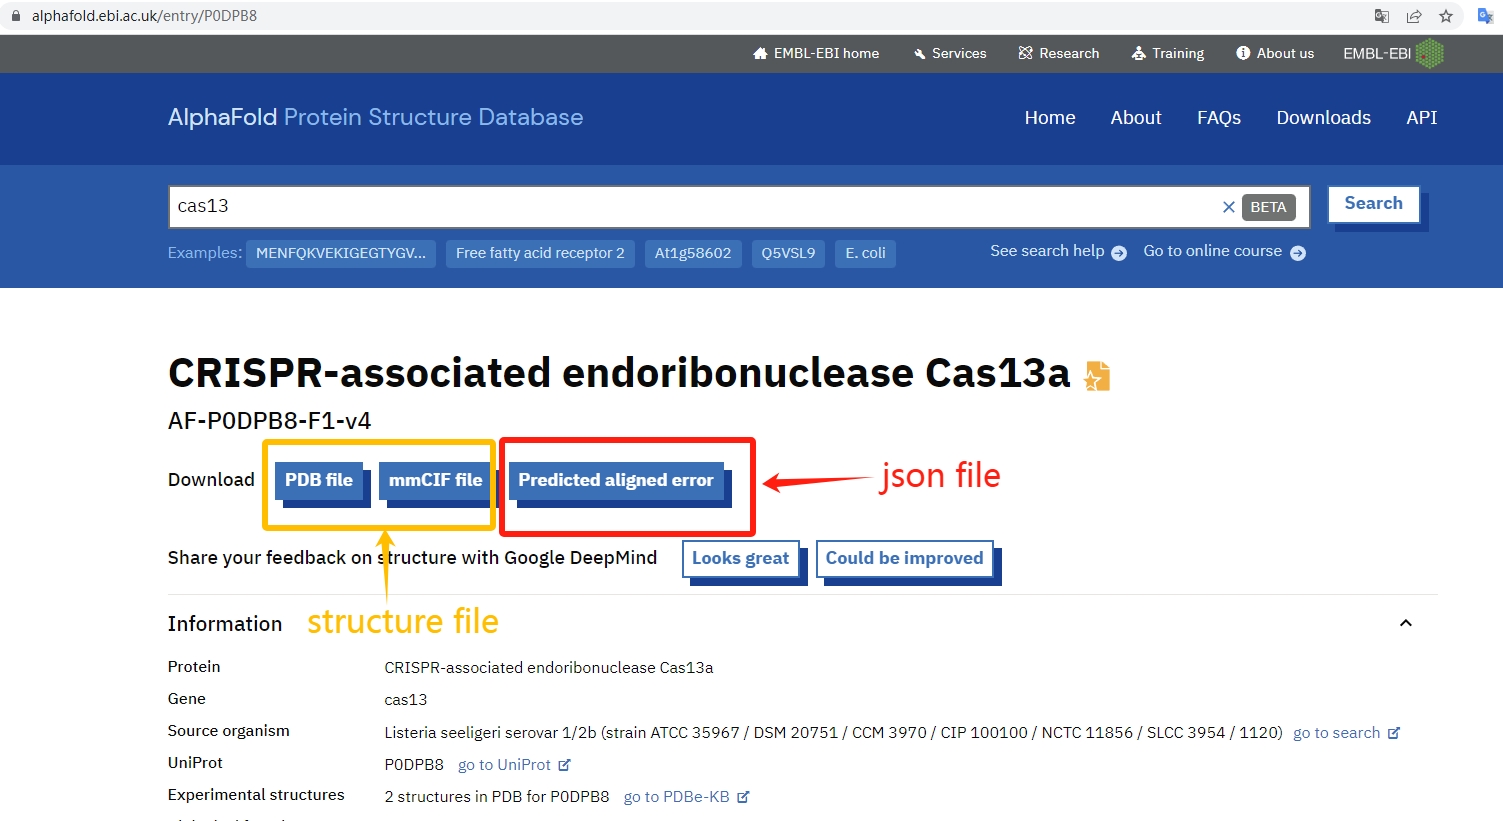 alphafold.ebi.ac.uk/entry/P0DPB8
EMBL-EBI home Services Research Training About us EMBL-EBI
AlphaFold Protein Structure Database Home About FAQs Downloads API
cas13 BETA Search
Examples: MENFQKVEKIGEGTYGV... Free fatty acid receptor 2 At1g58602 Q5VSL9 E. coli See search help Go to online course
CRISPR-associated endoribonuclease Cas13a
AF-P0DPB8-F1-v4
Download PDB file mmCIF file Predicted aligned error json file
Share your feedback on structure with Google DeepMind Looks great Could be improved
Information structure file
Protein CRISPR-associated endoribonuclease Cas13a
Gene cas13
Source organism Listeria seeligeri serovar 1/2b (strain ATCC 35967 / DSM 20751 / CCM 3970 / CIP 100100 / NCTC 11856 / SLCC 3954 / 1120) go to search
UniProt P0DPB8 go to UniProt
Experimental structures 2 structures in PDB for P0DPB8 go to PDBe-KB